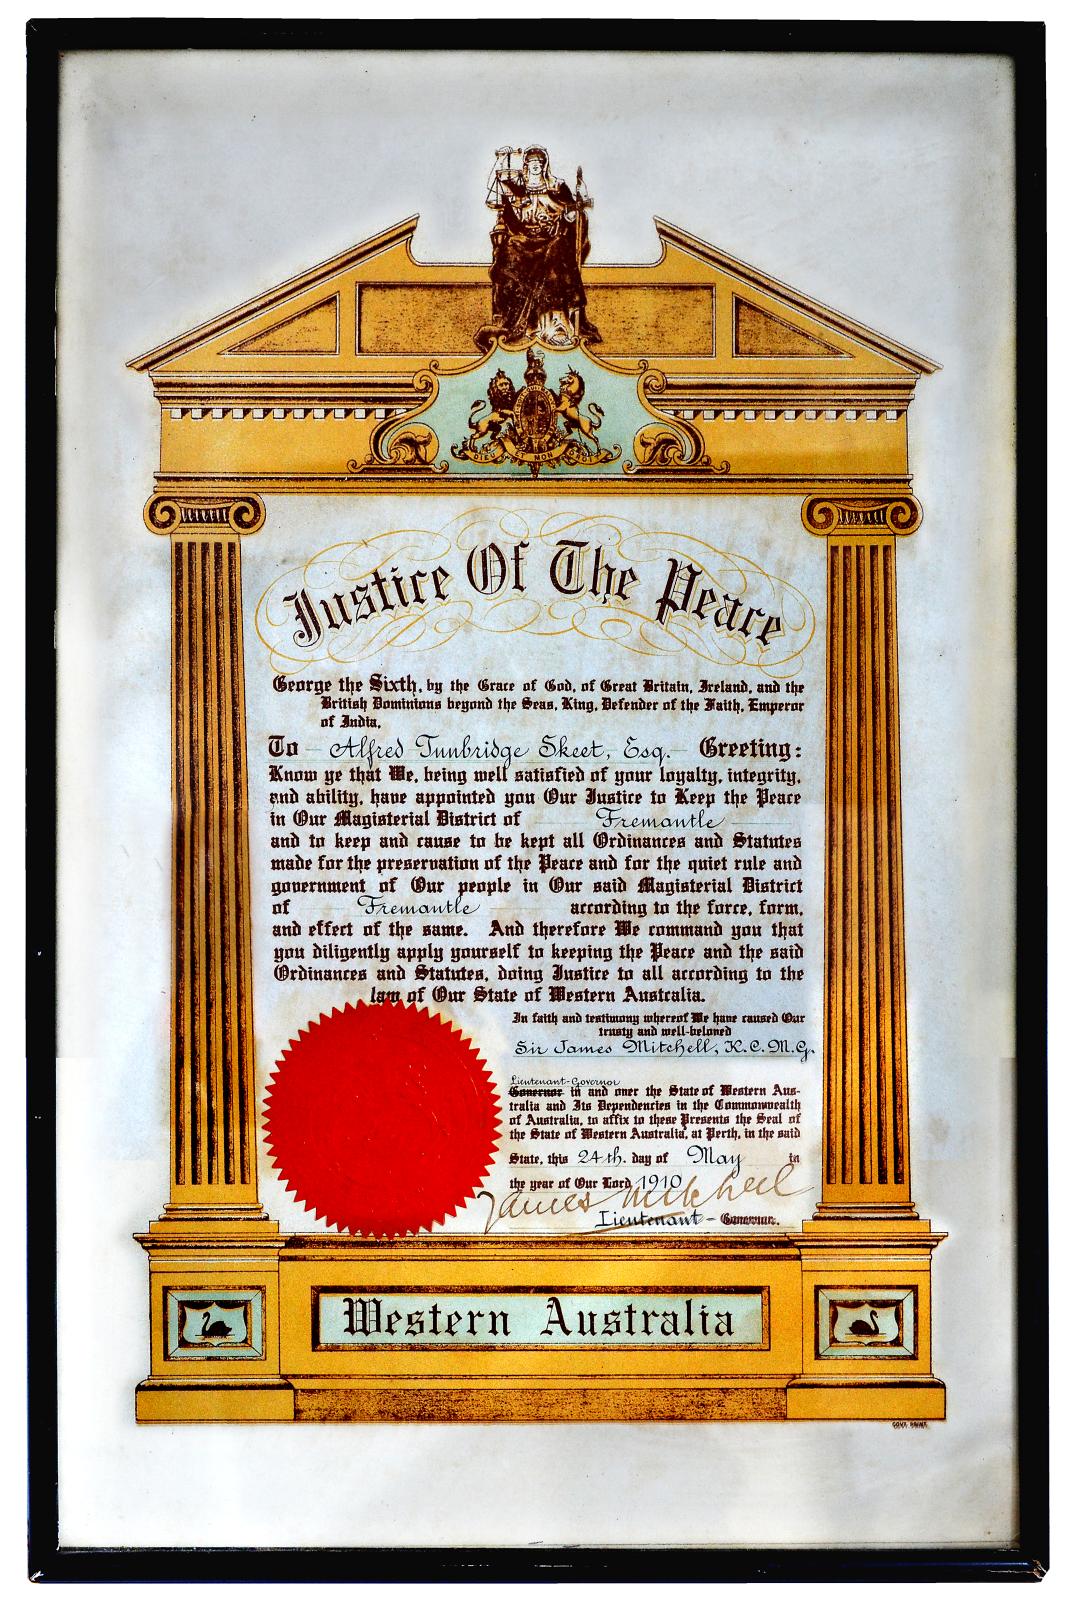 DIEU ET MON DROIT
Justice Of The Peace
George the Sixth, by the Grace of God, of Great Britain, Ireland, and the
British Dominions beyond the Seas, King, Defender of the Faith, Emperor
of India,
To – Alfred Tunbridge Skeet, Esq. – Greeting:
Know ye that We, being well satisfied of your loyalty, integrity,
and ability, have appointed you Our Justice to Keep the Peace
in Our Magisterial District of Fremantle
and to keep and cause to be kept all Ordinances and Statutes
made for the preservation of the Peace and for the quiet rule and
government of Our people in Our said Magisterial District
of Fremantle according to the force, form,
and effect of the same. And therefore We command you that
you diligently apply yourself to keeping the Peace and the said
Ordinances and Statutes, doing Justice to all according to the
law of Our State of Western Australia.
In faith and testimony whereof We have caused Our
trusty and well-beloved
Sir James Mitchell, K.C.M.G.
Lieutenant-Governor
Governor in and over the State of Western Aus-
tralia and Its Dependencies in the Commonwealth
of Australia, to affix to these Presents the Seal of
the State of Western Australia, at Perth, in the said
State, this 24th. day of May in
the year of Our Lord 1910
James Mitchell
Lieutenant – Governor.
Western Australia
GOVT. PRINT.